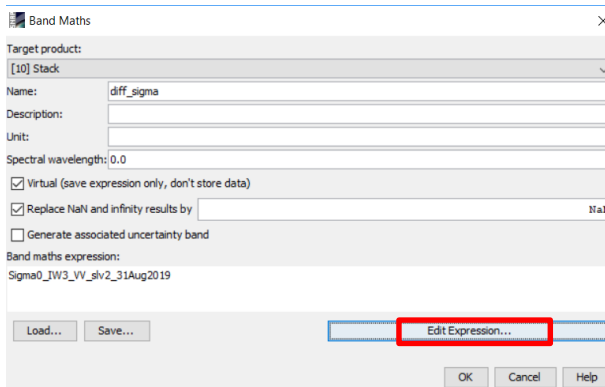 Band Maths
Target product:
[10] Stack
Name: diff_sigma
Description:
Unit:
Spectral wavelength: 0.0
Virtual (save expression only, don't store data)
Replace NaN and infinity results by NaN
Generate associated uncertainty band
Band maths expression:
Sigma0_IW3_VV_slv2_31Aug2019
Load... Save... Edit Expression...
OK Cancel Help